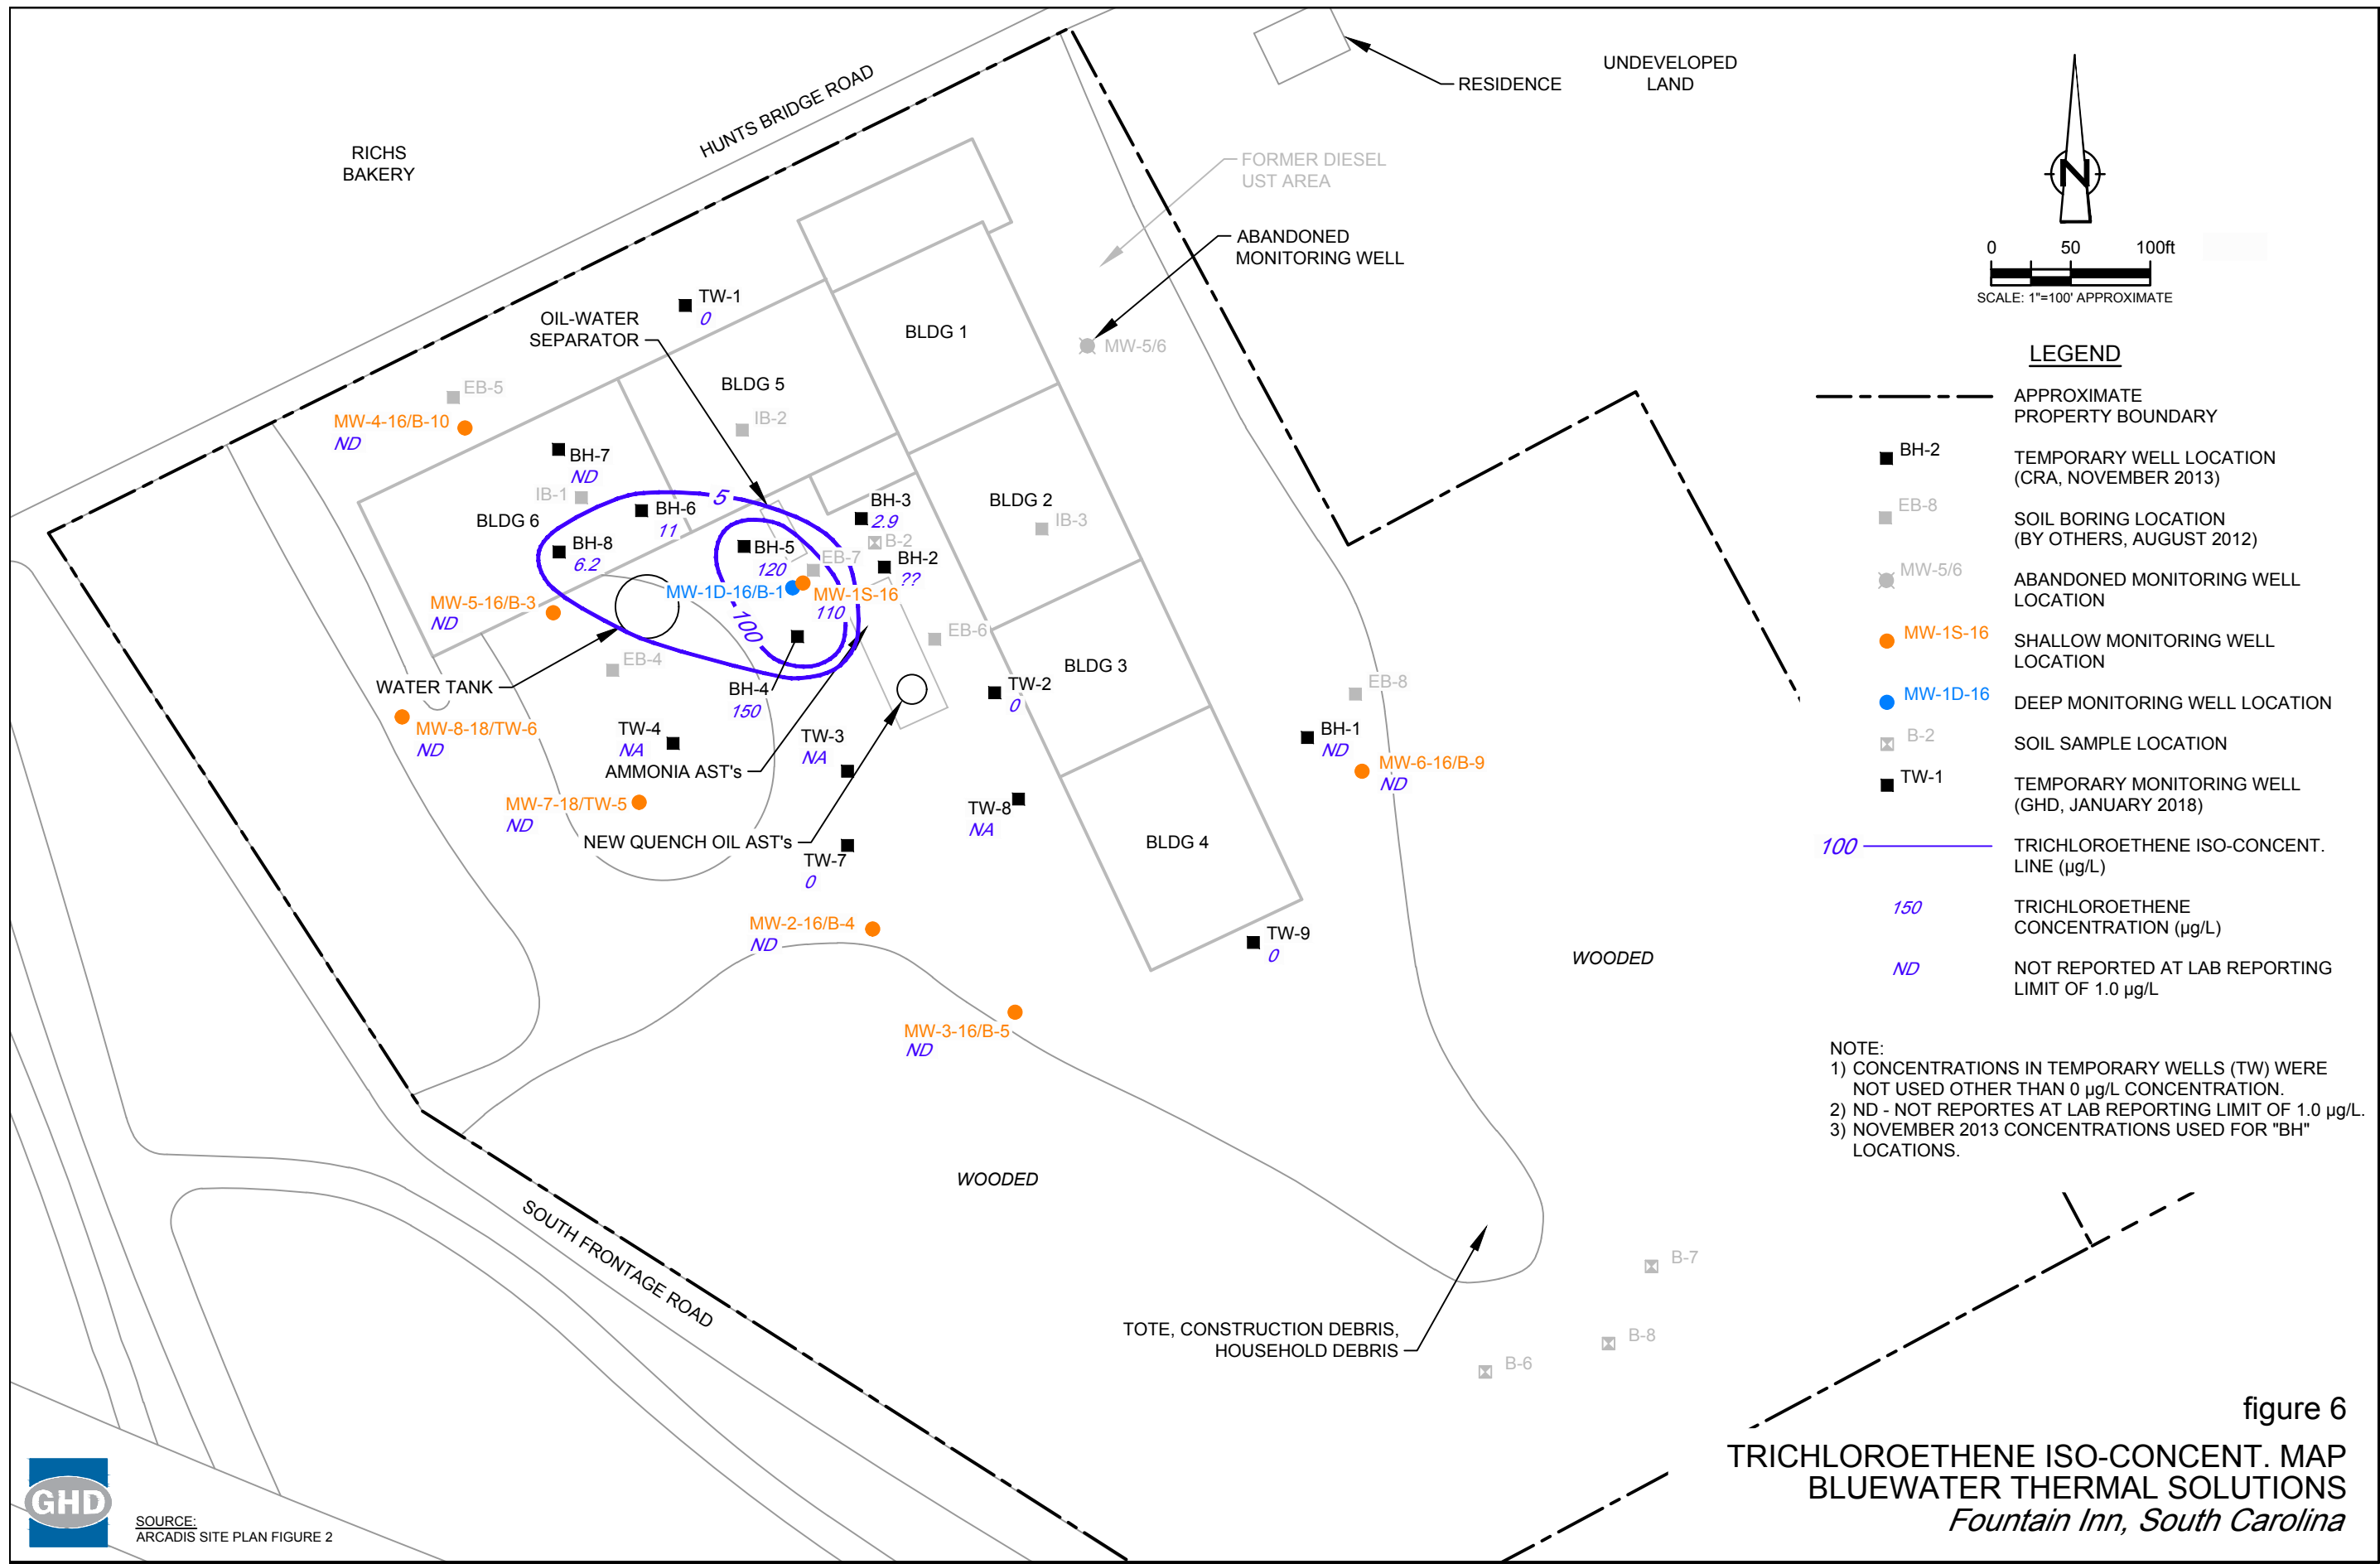 HUNTS BRIDGE ROAD
RICHS
BAKERY
RESIDENCE
UNDEVELOPED
LAND
FORMER DIESEL
UST AREA
ABANDONED
MONITORING WELL
MW-5/6
N
0 50 100ft
SCALE: 1"=100' APPROXIMATE
TW-1
0
OIL-WATER
SEPARATOR
BLDG 1
BLDG 5
IB-2
EB-5
MW-4-16/B-10
ND
BH-7
ND
IB-1
BLDG 6
BH-6
11
5
BH-3
2.9
B-2
BLDG 2
IB-3
BH-8
6.2
BH-5
120
EB-7
BH-2
??
MW-1D-16/B-1
MW-1S-16
110
100
MW-5-16/B-3
ND
EB-6
EB-4
WATER TANK
BH-4
150
BLDG 3
TW-2
0
EB-8
MW-8-18/TW-6
ND
TW-4
NA
TW-3
NA
BH-1
ND
MW-6-16/B-9
ND
AMMONIA AST's
MW-7-18/TW-5
ND
TW-8
NA
NEW QUENCH OIL AST's
BLDG 4
TW-7
0
MW-2-16/B-4
ND
TW-9
0
WOODED
MW-3-16/B-5
ND
WOODED
SOUTH FRONTAGE ROAD
TOTE, CONSTRUCTION DEBRIS,
HOUSEHOLD DEBRIS
B-7
B-8
B-6
LEGEND
APPROXIMATE
PROPERTY BOUNDARY
BH-2
TEMPORARY WELL LOCATION
(CRA, NOVEMBER 2013)
EB-8
SOIL BORING LOCATION
(BY OTHERS, AUGUST 2012)
MW-5/6
ABANDONED MONITORING WELL
LOCATION
MW-1S-16
SHALLOW MONITORING WELL
LOCATION
MW-1D-16
DEEP MONITORING WELL LOCATION
B-2
SOIL SAMPLE LOCATION
TW-1
TEMPORARY MONITORING WELL
(GHD, JANUARY 2018)
100
TRICHLOROETHENE ISO-CONCENT.
LINE (µg/L)
150
TRICHLOROETHENE
CONCENTRATION (µg/L)
ND
NOT REPORTED AT LAB REPORTING
LIMIT OF 1.0 µg/L
NOTE:
1) CONCENTRATIONS IN TEMPORARY WELLS (TW) WERE
NOT USED OTHER THAN 0 µg/L CONCENTRATION.
2) ND - NOT REPORTES AT LAB REPORTING LIMIT OF 1.0 µg/L.
3) NOVEMBER 2013 CONCENTRATIONS USED FOR "BH"
LOCATIONS.
figure 6
TRICHLOROETHENE ISO-CONCENT. MAP
BLUEWATER THERMAL SOLUTIONS
Fountain Inn, South Carolina
GHD
SOURCE:
ARCADIS SITE PLAN FIGURE 2